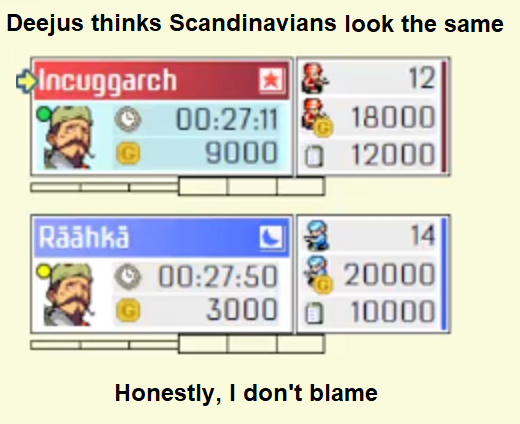 Deejus thinks Scandinavians look the same
Incuggarch
12
00:27:11
G 18000
G 9000
12000
Räähkä
14
00:27:50
G 20000
G 3000
10000
Honestly, I don't blame